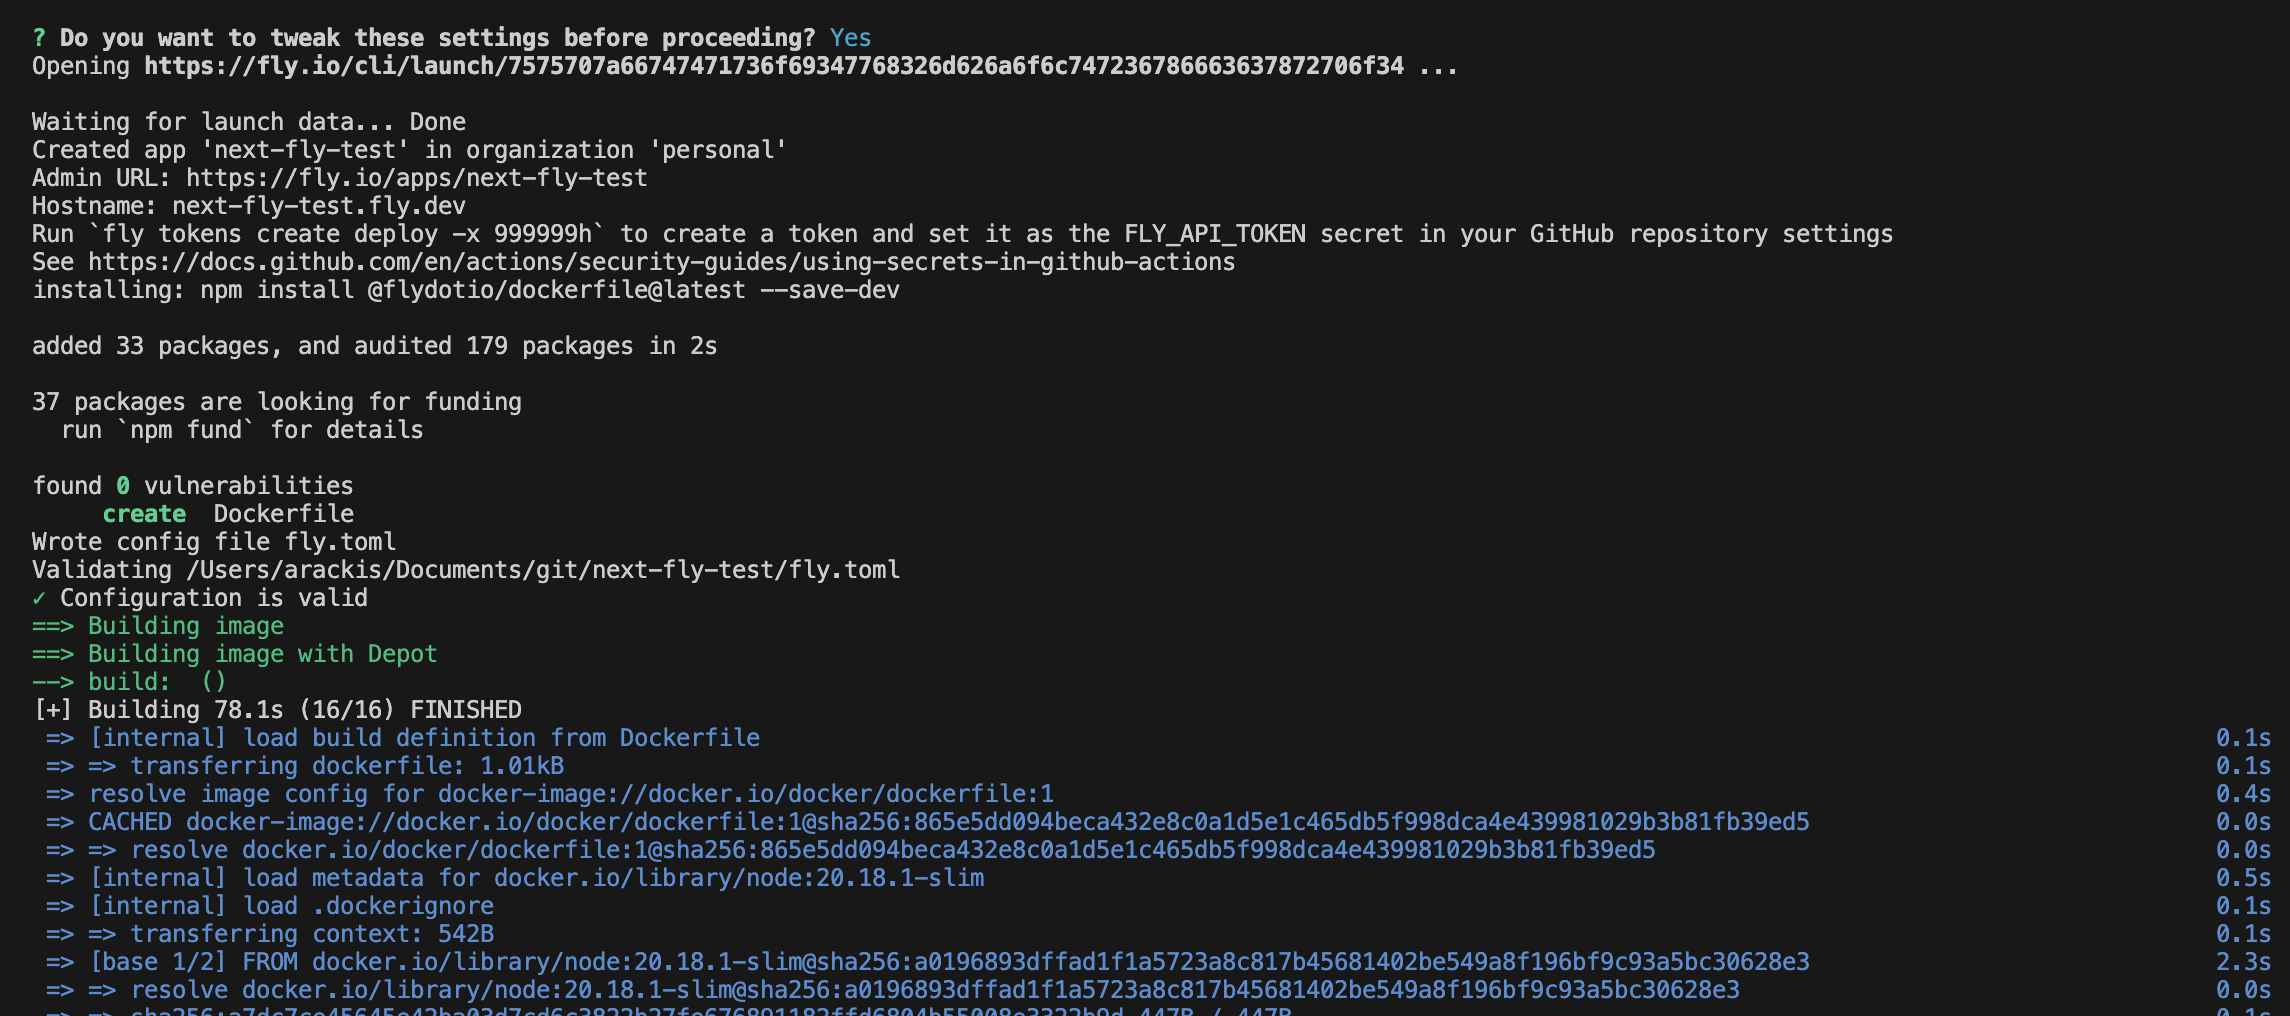 ? Do you want to tweak these settings before proceeding? Yes
Opening https://fly.io/cli/launch/7575707a66747471736f69347768326d626a6f6c747236786663637872706f34 ...
Waiting for launch data... Done
Created app 'next-fly-test' in organization 'personal'
Admin URL: https://fly.io/apps/next-fly-test
Hostname: next-fly-test.fly.dev
Run `fly tokens create deploy -x 999999h` to create a token and set it as the FLY_API_TOKEN secret in your GitHub repository settings
See https://docs.github.com/en/actions/security-guides/using-secrets-in-github-actions
installing: npm install @flydotio/dockerfile@latest --save-dev
added 33 packages, and audited 179 packages in 2s
37 packages are looking for funding
run `npm fund` for details
found 0 vulnerabilities
create Dockerfile
Wrote config file fly.toml
Validating /Users/arackis/Documents/git/next-fly-test/fly.toml
✓ Configuration is valid
==> Building image
==> Building image with Depot
--> build: ()
[+] Building 78.1s (16/16) FINISHED
=> [internal] load build definition from Dockerfile 0.1s
=> => transferring dockerfile: 1.01kB 0.1s
=> resolve image config for docker-image://docker.io/docker/dockerfile:1 0.4s
=> CACHED docker-image://docker.io/docker/dockerfile:1@sha256:865e5dd094beca432e8c0a1d5e1c465db5f998dca4e439981029b3b81fb39ed5 0.0s
=> => resolve docker.io/docker/dockerfile:1@sha256:865e5dd094beca432e8c0a1d5e1c465db5f998dca4e439981029b3b81fb39ed5 0.0s
=> [internal] load metadata for docker.io/library/node:20.18.1-slim 0.5s
=> [internal] load .dockerignore 0.1s
=> => transferring context: 542B 0.1s
=> [base 1/2] FROM docker.io/library/node:20.18.1-slim@sha256:a0196893dffad1f1a5723a8c817b45681402be549a8f196bf9c93a5bc30628e3 2.3s
=> => resolve docker.io/library/node:20.18.1-slim@sha256:a0196893dffad1f1a5723a8c817b45681402be549a8f196bf9c93a5bc30628e3 0.0s